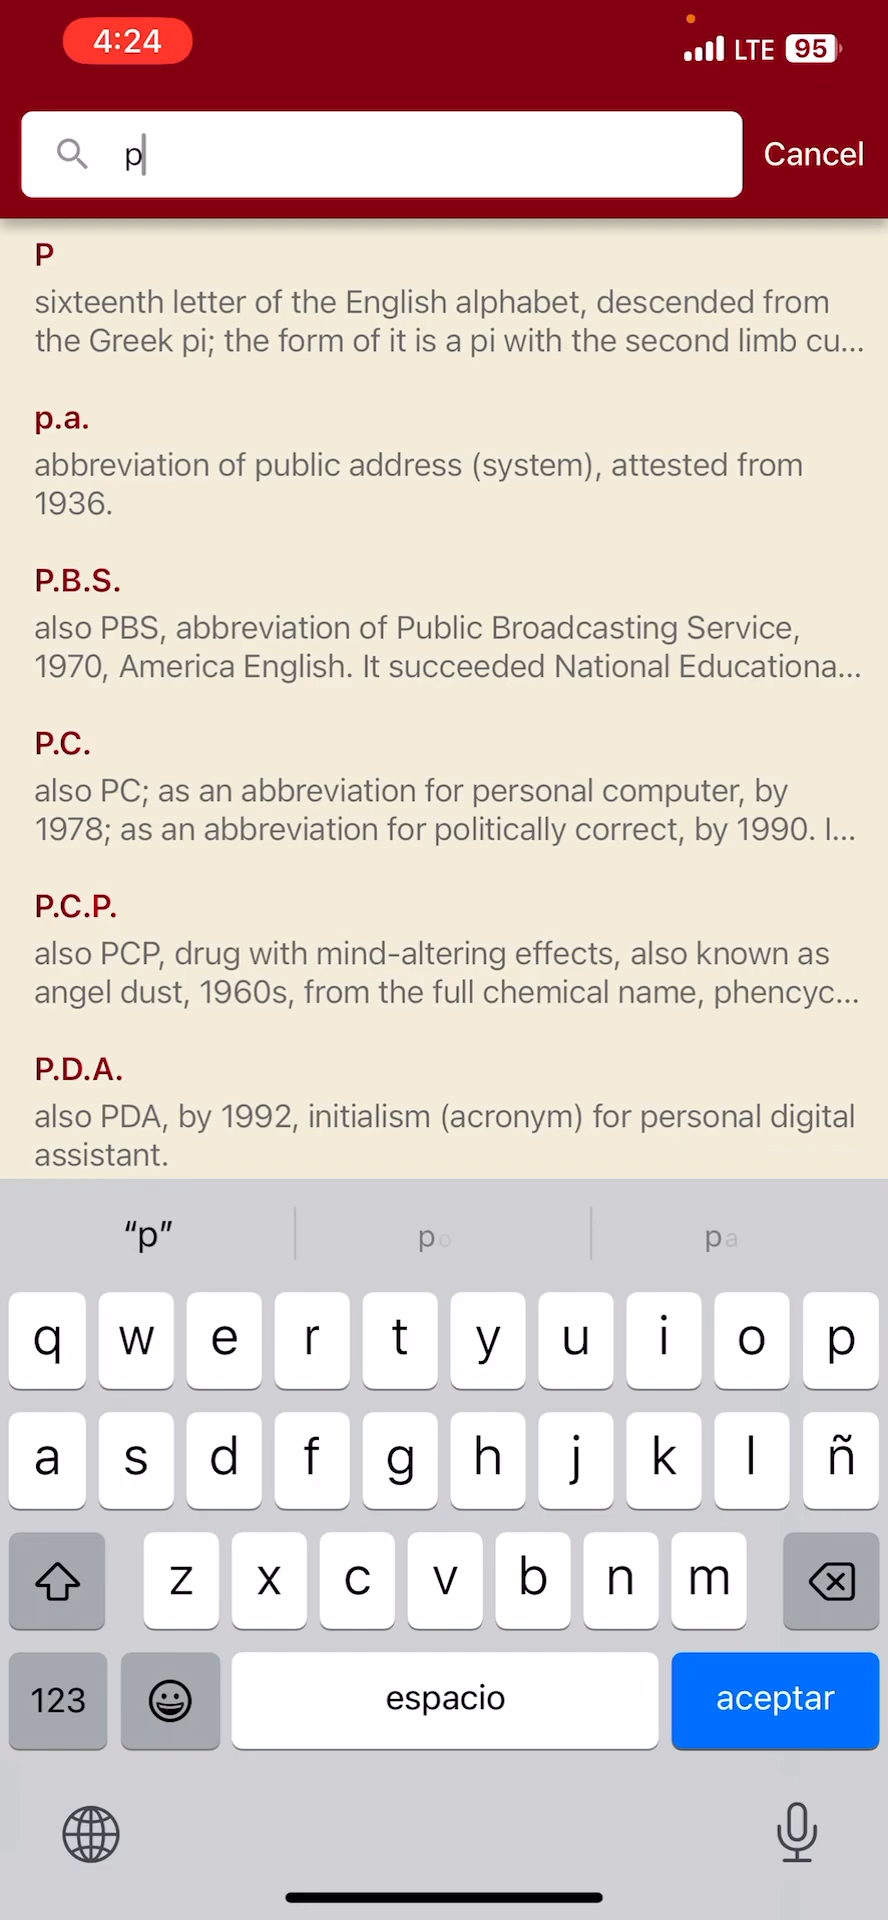 4:24
LTE 95
p
Cancel
P
sixteenth letter of the English alphabet, descended from
the Greek pi; the form of it is a pi with the second limb cu...
p.a.
abbreviation of public address (system), attested from
1936.
P.B.S.
also PBS, abbreviation of Public Broadcasting Service,
1970, America English. It succeeded National Educationa...
P.C.
also PC; as an abbreviation for personal computer, by
1978; as an abbreviation for politically correct, by 1990. I...
P.C.P.
also PCP, drug with mind-altering effects, also known as
angel dust, 1960s, from the full chemical name, phencyc...
P.D.A.
also PDA, by 1992, initialism (acronym) for personal digital
assistant.
“p” po pa
q w e r t y u i o p
a s d f g h j k l ñ
z x c v b n m
123 espacio aceptar